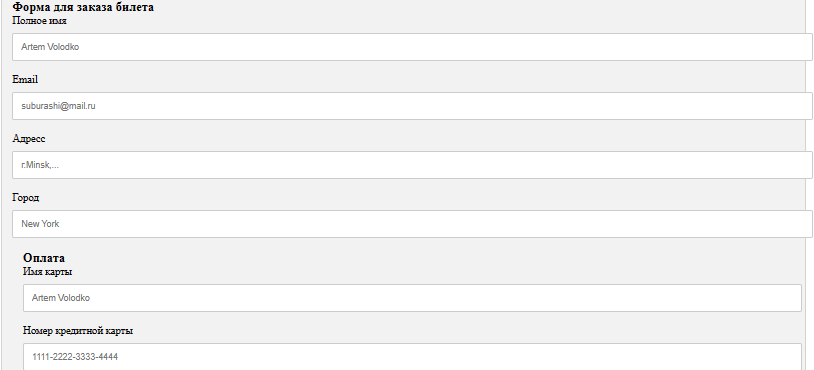 Форма для заказа билета
Полное имя
Artem Volodko
Email
suburashi@mail.ru
Адресс
г.Minsk,...
Город
New York
Оплата
Имя карты
Artem Volodko
Номер кредитной карты
1111-2222-3333-4444